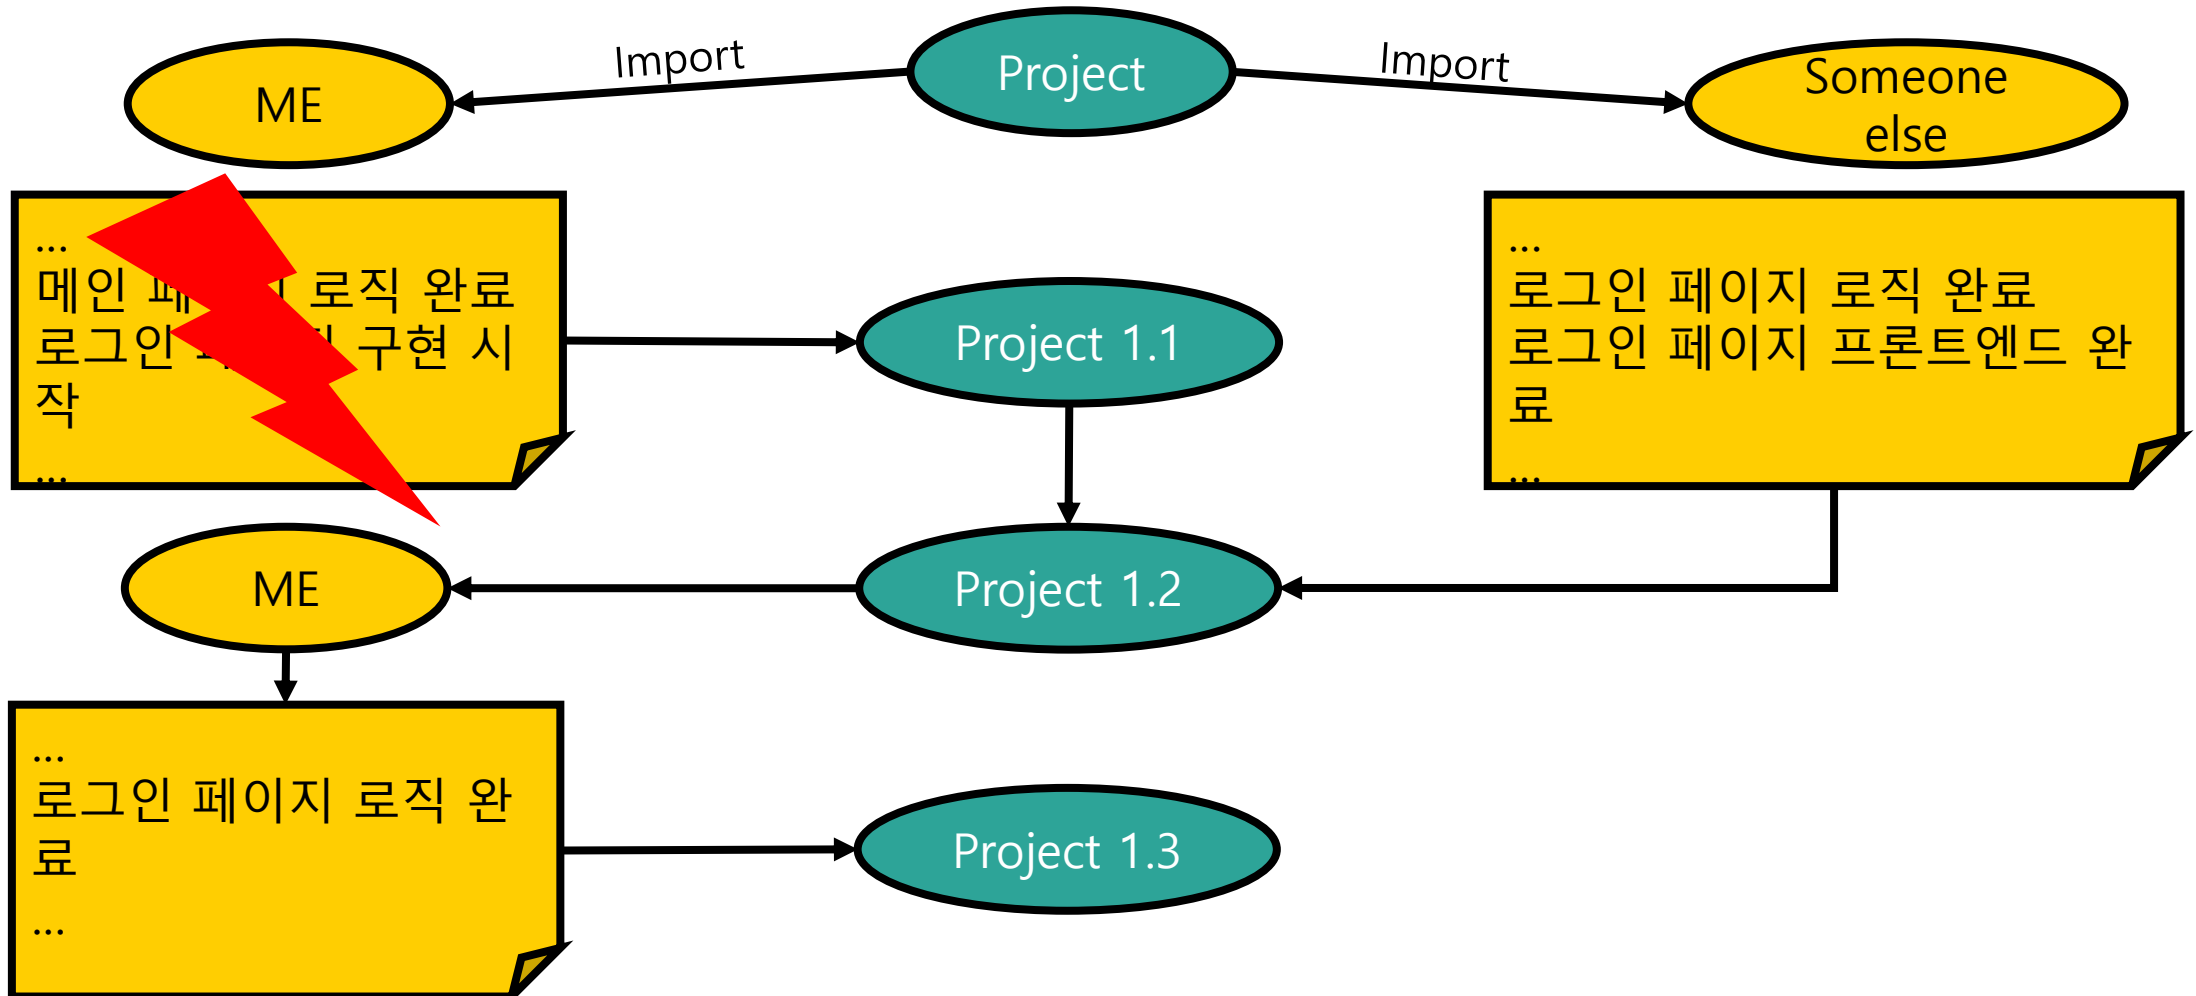 Import
Project
Import
ME
Someone
else
...
메인 로직 완료
로그인 구현 시
작
...
Project 1.1
...
로그인 페이지 로직 완료
로그인 페이지 프론트엔드 완
료
...
ME
Project 1.2
...
로그인 페이지 로직 완
료
...
Project 1.3